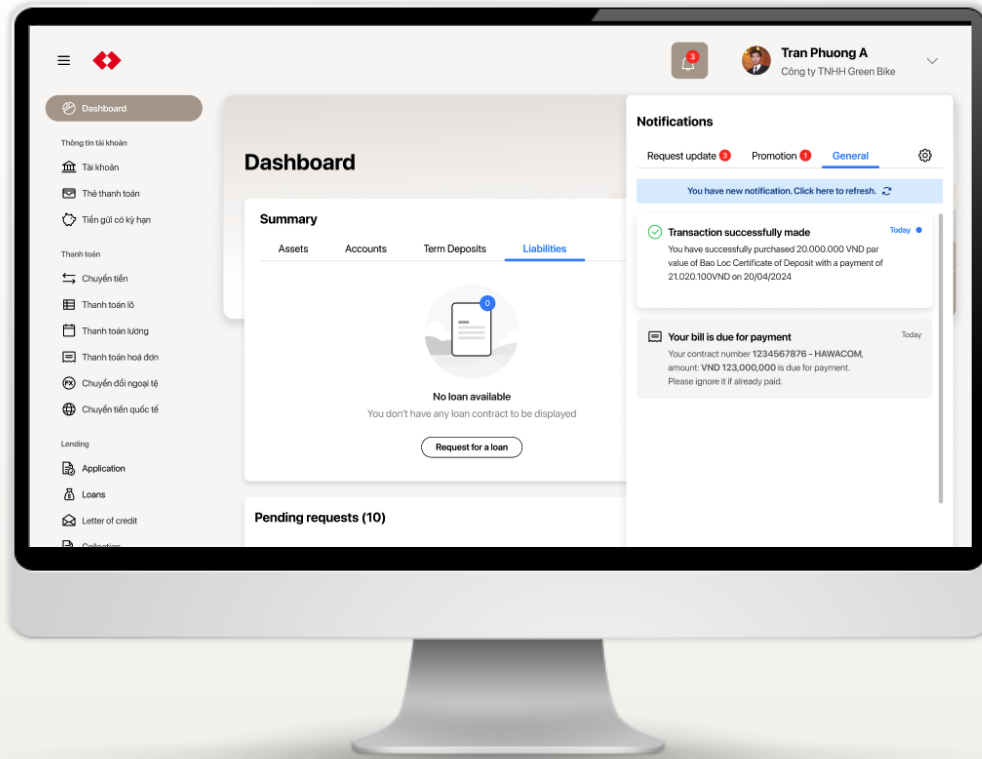 3
Tran Phuong A
Công ty TNHH Green Bike
Dashboard
Thông tin tài khoản
Tài khoản
Thẻ thanh toán
Tiền gửi có kỳ hạn
Thanh toán
Chuyển tiền
Thanh toán lô
Thanh toán lương
Thanh toán hoá đơn
FX Chuyển đổi ngoại tệ
Chuyển tiền quốc tế
Lending
Application
Loans
Letter of credit
Collection
Dashboard
Summary
Assets Accounts Term Deposits Liabilities
0
No loan available
You don't have any loan contract to be displayed
Request for a loan
Pending requests (10)
Notifications
Request update 3 Promotion 1 General
You have new notification. Click here to refresh.
Transaction successfully made Today
You have successfully purchased 20.000.000 VND par
value of Bao Loc Certificate of Deposit with a payment of
21.020.100VND on 20/04/2024
Your bill is due for payment Today
Your contract number 1234567876 - HAWACOM,
amount: VND 123,000,000 is due for payment.
Please ignore it if already paid.